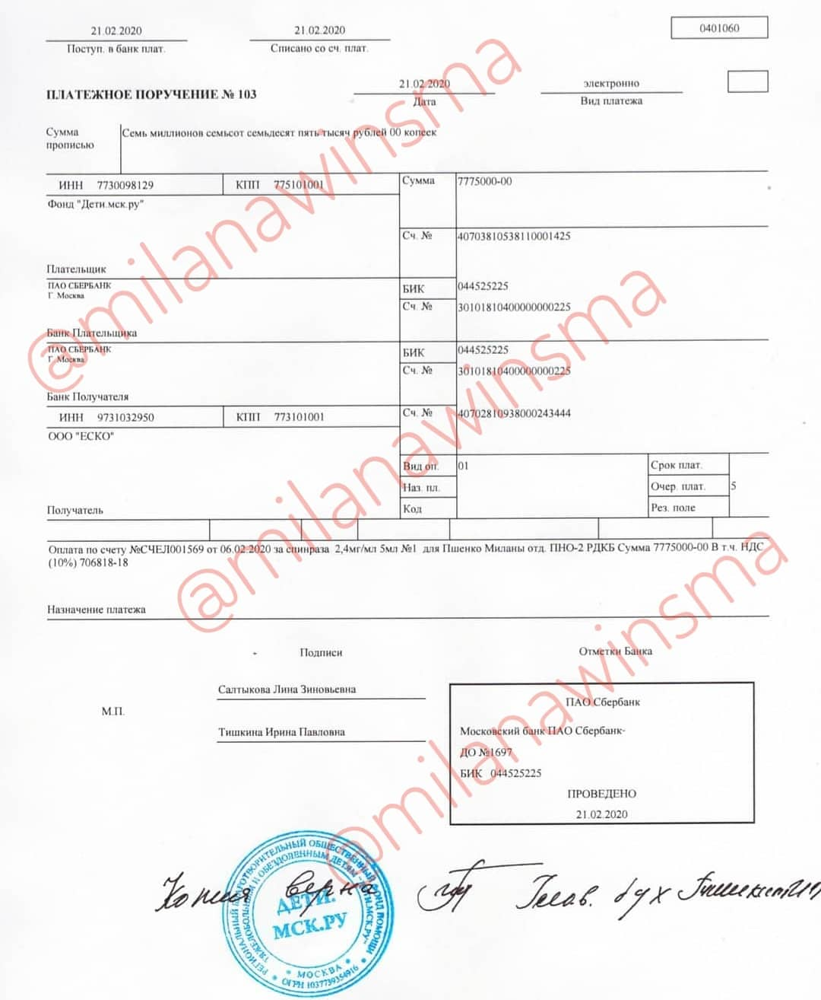 21.02.2020 21.02.2020 0401060
Поступ. в банк плат. Списано со сч. плат.
ПЛАТЕЖНОЕ ПОРУЧЕНИЕ № 103 21.02.2020 электронно
Дата Вид платежа
Сумма прописью Семь миллионов семьсот семьдесят пять тысяч рублей 00 копеек
ИНН 7730098129 КПП 775101001 Сумма 7775000-00
Фонд "Дети.мск.ру"
Сч. № 40703810538110001425
Плательщик
ПАО СБЕРБАНК
Г. Москва
БИК 044525225
Сч. № 30101810400000000225
Банк Плательщика
ПАО СБЕРБАНК
Г. Москва
БИК 044525225
Сч. № 30101810400000000225
Банк Получателя
ИНН 9731032950 КПП 773101001 Сч. № 40702810938000243444
ООО "ЕСКО"
Вид оп. 01 Срок плат.
Наз. пл. Очер. плат. 5
Получатель Код Рез. поле
Оплата по счету №СЧЕЛ001569 от 06.02.2020 за спинраза 2,4мг/мл 5мл №1 для Пшенко Миланы отд. ПНО-2 РДКБ Сумма 7775000-00 В т.ч. НДС
(10%) 706818-18
Назначение платежа
- Подписи Отметки Банка
Салтыкова Лина Зиновьевна
М.П.
Тишкина Ирина Павловна
ПАО Сбербанк
Московский банк ПАО Сбербанк-
ДО №1697
БИК 044525225
ПРОВЕДЕНО
21.02.2020
Копия верна Глав. бух
РЕГИОНАЛЬНЫЙ БЛАГОТВОРИТЕЛЬНЫЙ ОБЩЕСТВЕННЫЙ ФОНД ПОМОЩИ
ТЯЖЕЛОБОЛЬНЫМ И ОБЕЗДОЛЕННЫМ ДЕТЯМ "ДЕТИ.МСК.РУ"
ДЕТИ.
МСК.РУ
* МОСКВА *
* ОГРН 1037739354916 *
@milanawinsma
@milanawinsma
@milanawinsma